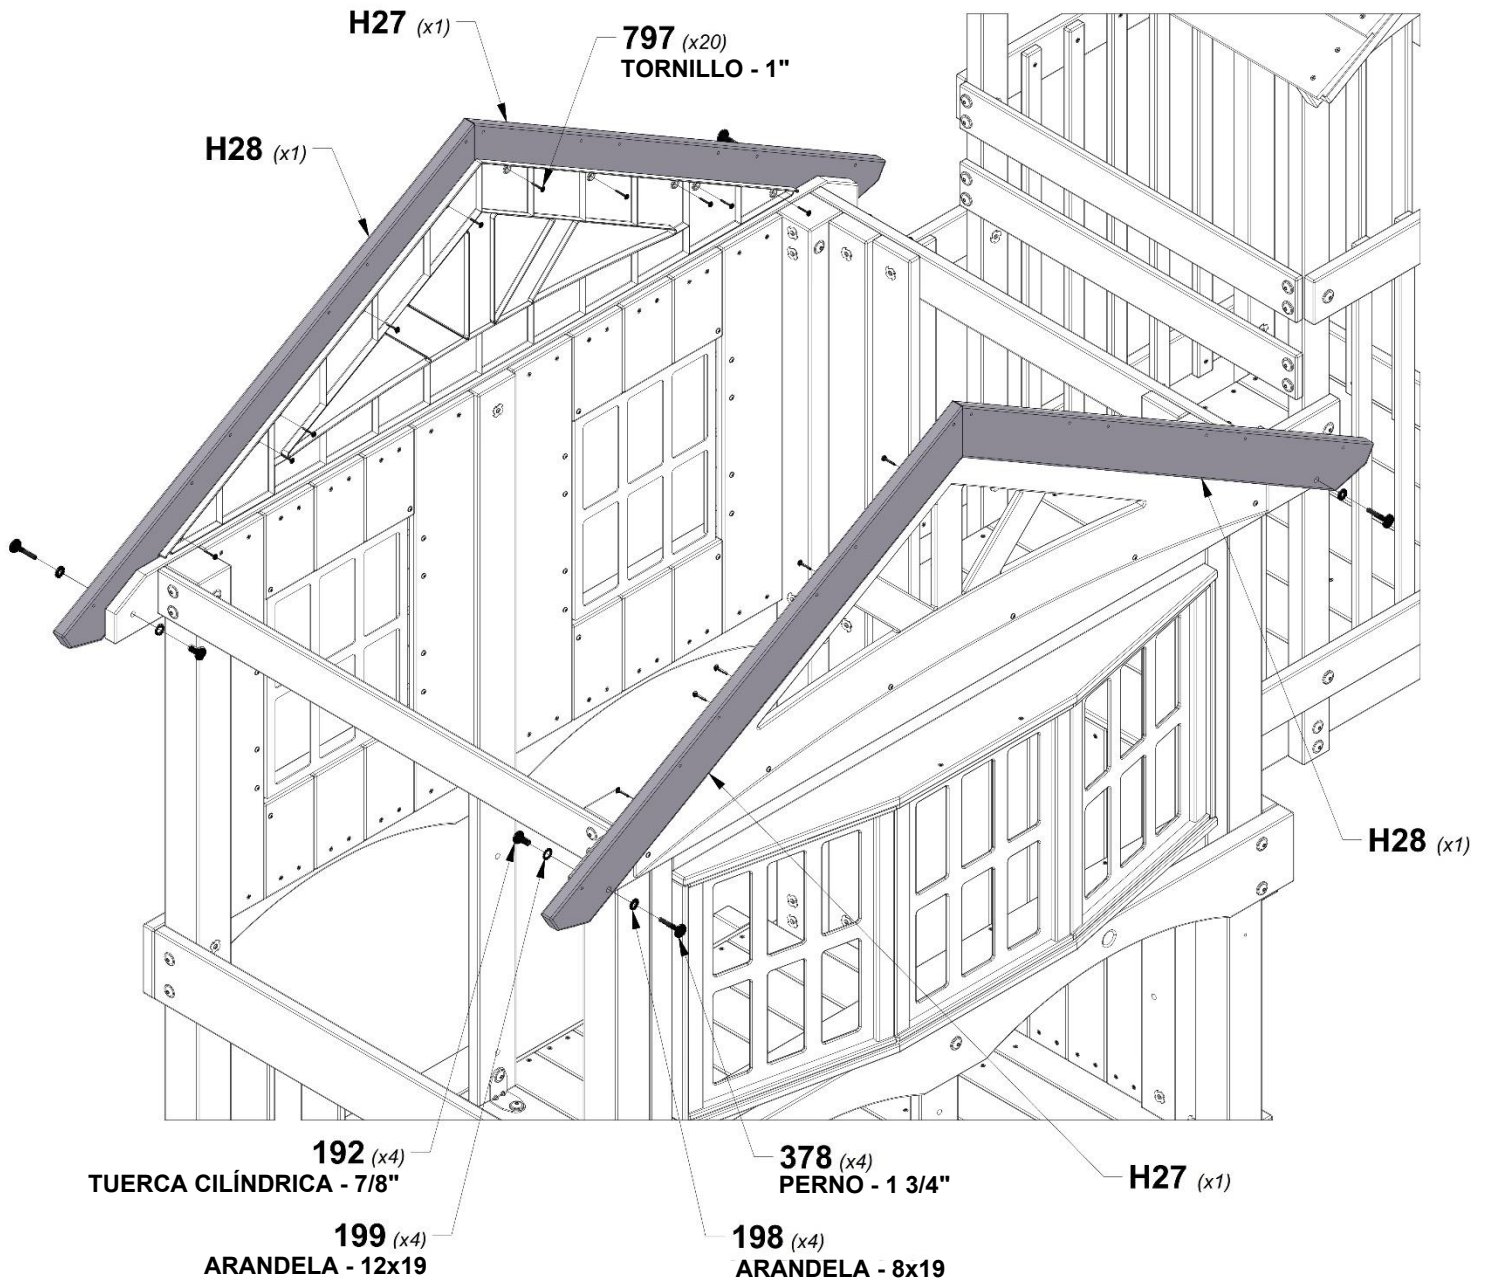 H27 (x1)
797 (x20)
TORNILLO - 1"
H28 (x1)
H28 (x1)
192 (x4)
TUERCA CILÍNDRICA - 7/8"
378 (x4)
PERNO - 1 3/4"
H27 (x1)
199 (x4)
ARANDELA - 12x19
198 (x4)
ARANDELA - 8x19